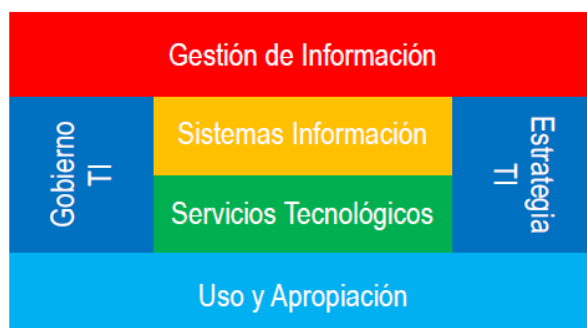 Gestión de Información
Gobierno
TI
Sistemas Información
Servicios Tecnológicos
Estrategia
TI
Uso y Apropiación